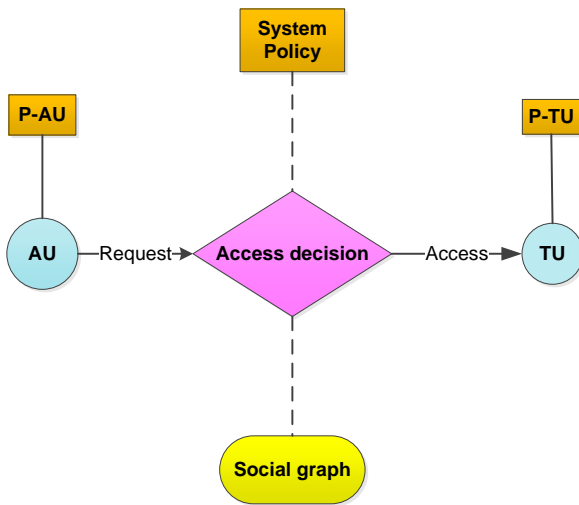 System
Policy
P-AU
P-TU
AU
Request
Access decision
Access
TU
Social graph